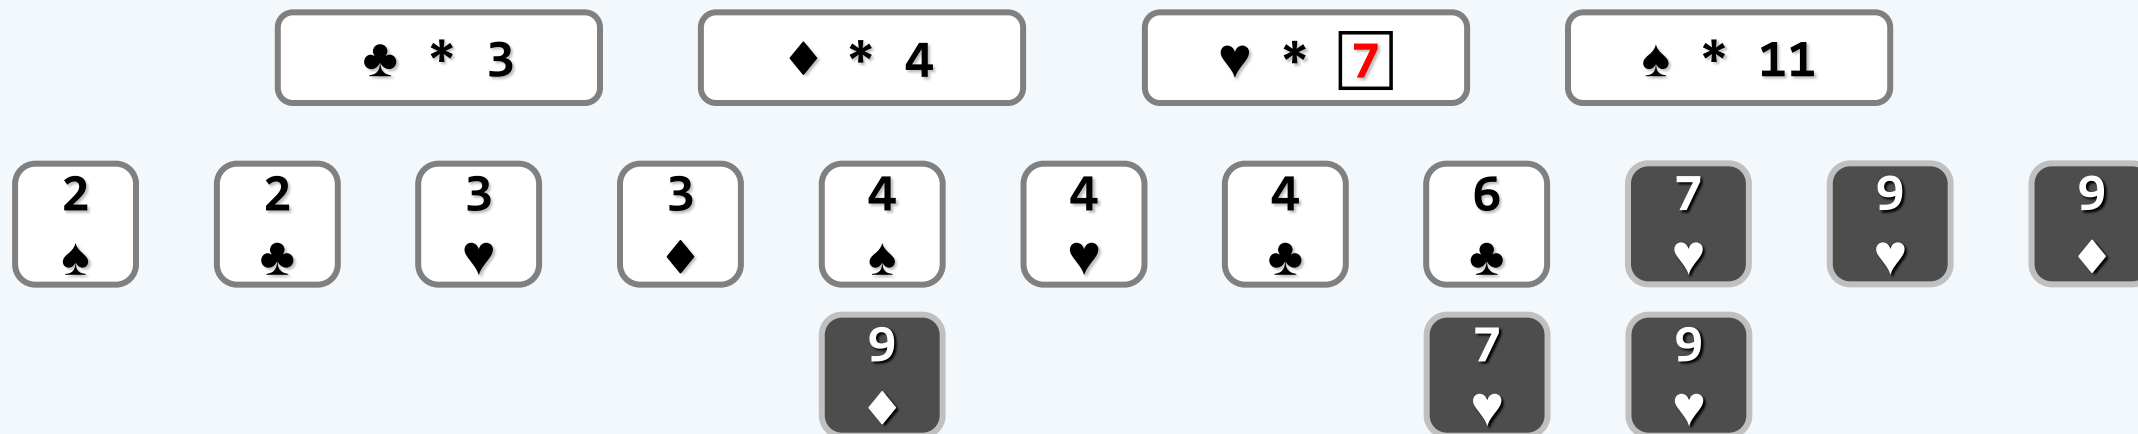 ♣ * 3 ♦ * 4 ♥ * 7 ♠ * 11
2 2 3 3 4 4 4 6 7 9 9
♠ ♣ ♥ ♦ ♠ ♥ ♣ ♣ ♥ ♥ ♦
9 7 9
♦ ♥ ♥